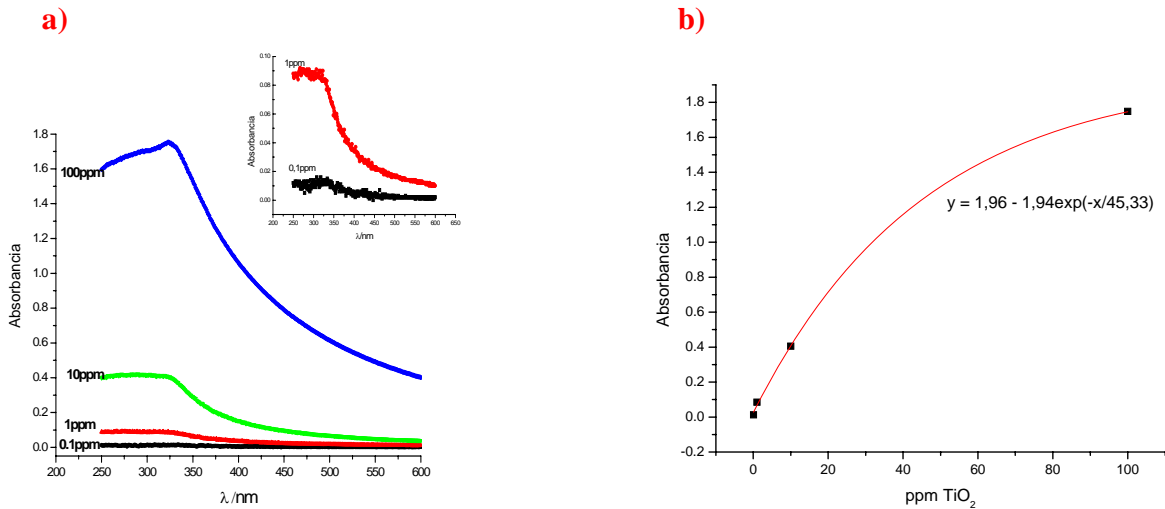 a)
Absorbancia
1.8
1.6
1.4
1.2
1.0
0.8
0.6
0.4
0.2
0.0
100ppm
10ppm
1ppm
0.1ppm
200 250 300 350 400 450 500 550 600
λ/nm
Absorbancia
0.10
0.08
0.06
0.04
0.02
0.00
1ppm
0,1ppm
200 250 300 350 400 450 500 550 600 650
λ/nm
b)
Absorbancia
1.8
1.6
1.4
1.2
1.0
0.8
0.6
0.4
0.2
0.0
-0.2
y = 1,96 - 1,94exp(-x/45,33)
0 20 40 60 80 100
ppm TiO₂